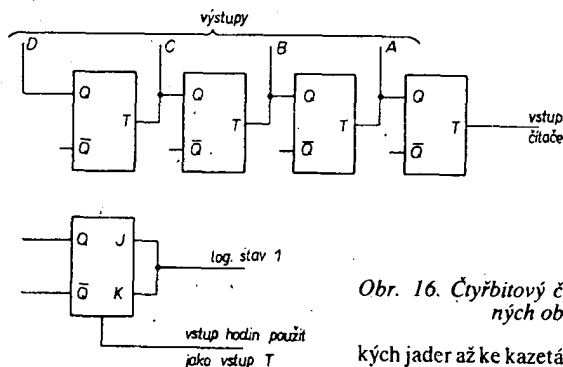 výstupy
D C B A
Q Q Q Q
T T T T
Q̅ Q̅ Q̅ Q̅
vstup
čítače
Q J
log. stav 1
Q̅ K
vstup hodin použit
jako vstup T
Obr. 16. Čtyřbitový č
ných ob
kých jader až ke kazetá